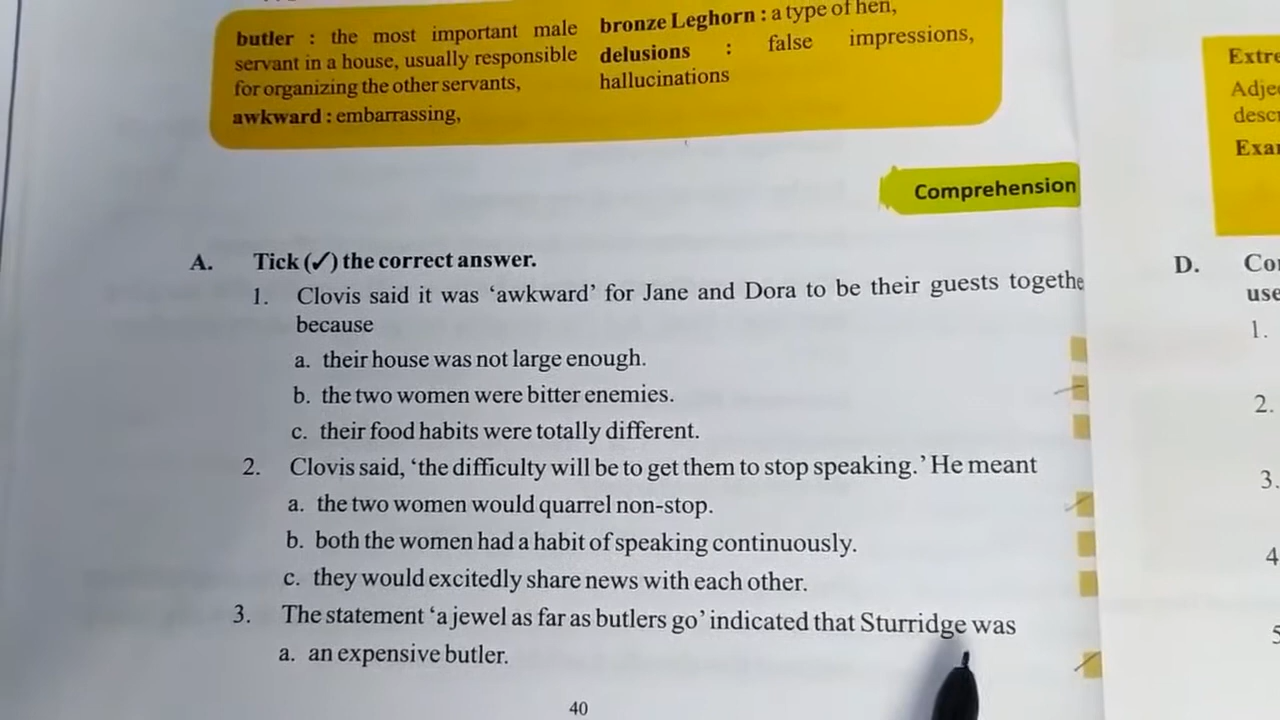 butler : the most important male
servant in a house, usually responsible
for organizing the other servants,
awkward : embarrassing,
bronze Leghorn : a type of hen,
delusions : false impressions,
hallucinations
Comprehension
A. Tick (✓) the correct answer.
1. Clovis said it was ‘awkward’ for Jane and Dora to be their guests togethe
because
a. their house was not large enough.
b. the two women were bitter enemies.
c. their food habits were totally different.
2. Clovis said, ‘the difficulty will be to get them to stop speaking.’ He meant
a. the two women would quarrel non-stop.
b. both the women had a habit of speaking continuously.
c. they would excitedly share news with each other.
3. The statement ‘a jewel as far as butlers go’ indicated that Sturridge was
a. an expensive butler.
40
Extre
Adje
desc
Exa
D. Co
use
1.
2.
3.
4
5